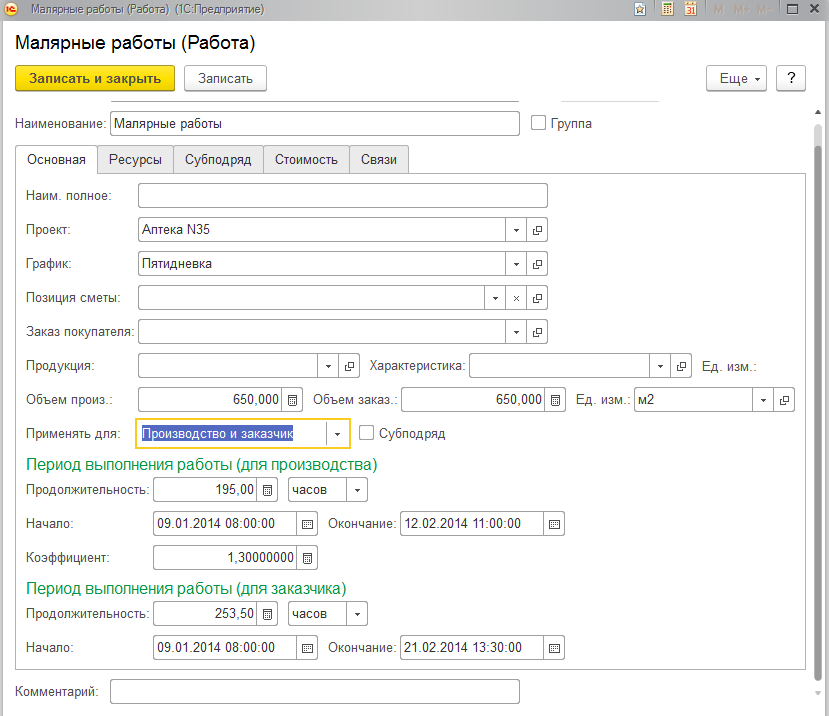 Малярные работы (Работа) (1С:Предприятие)
31 M M+ M-
Малярные работы (Работа)
Записать и закрыть Записать Еще ?
Наименование: Малярные работы Группа
Основная Ресурсы Субподряд Стоимость Связи
Наим. полное:
Проект: Аптека N35
График: Пятидневка
Позиция сметы:
Заказ покупателя:
Продукция: Характеристика: Ед. изм.:
Объем произ.: 650,000 Объем заказ.: 650,000 Ед. изм.: м2
Применять для: Производство и заказчик Субподряд
Период выполнения работы (для производства)
Продолжительность: 195,00 часов
Начало: 09.01.2014 08:00:00 Окончание: 12.02.2014 11:00:00
Коэффициент: 1,30000000
Период выполнения работы (для заказчика)
Продолжительность: 253,50 часов
Начало: 09.01.2014 08:00:00 Окончание: 21.02.2014 13:30:00
Комментарий: